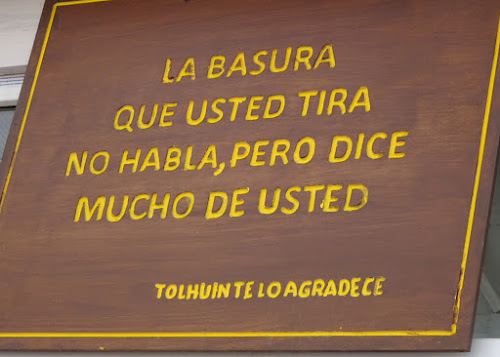 LA BASURA
QUE USTED TIRA
NO HABLA, PERO DICE
MUCHO DE USTED
TOLHUIN TE LO AGRADECE